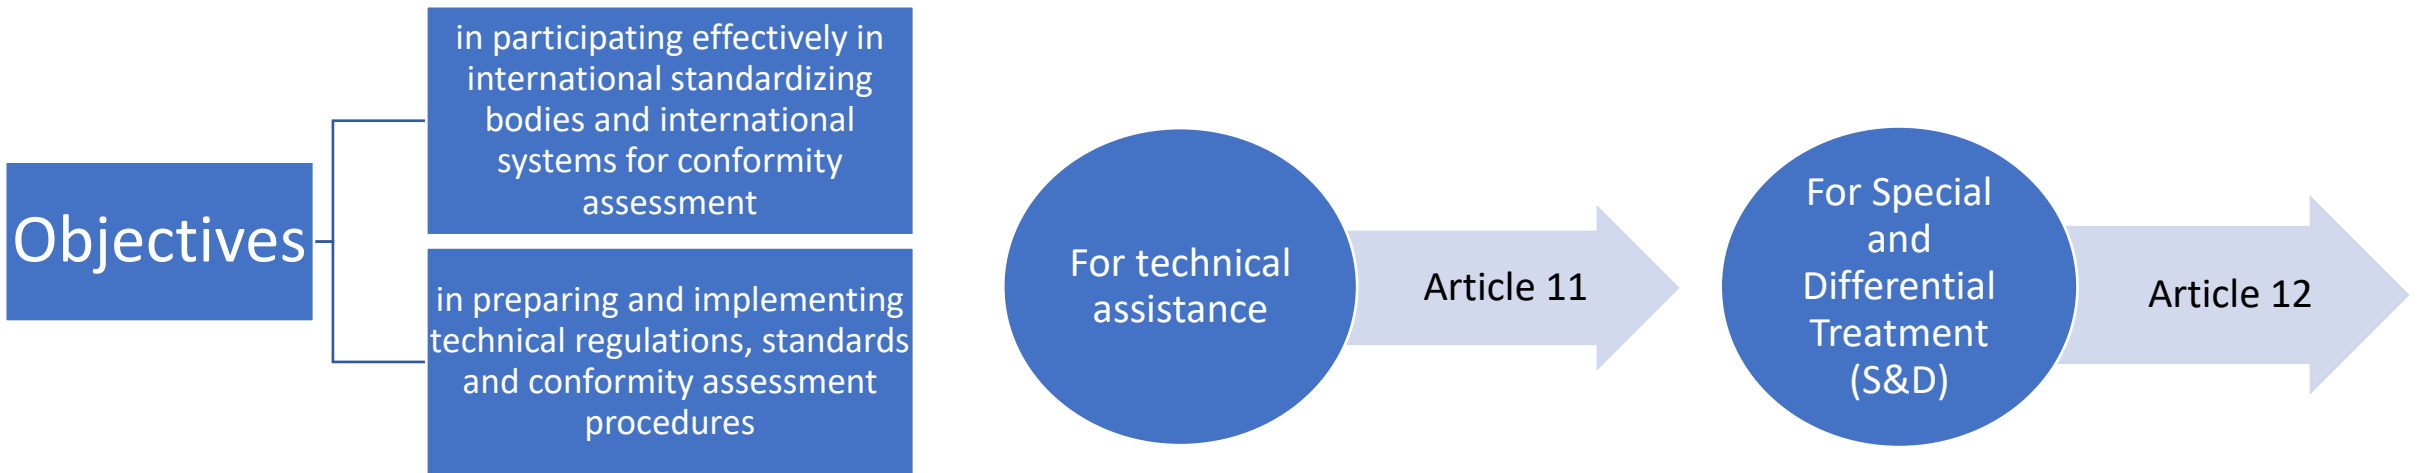 Objectives
in participating effectively in
international standardizing
bodies and international
systems for conformity
assessment
in preparing and implementing
technical regulations, standards
and conformity assessment
procedures
For technical
assistance
Article 11
For Special
and
Differential
Treatment
(S&D)
Article 12